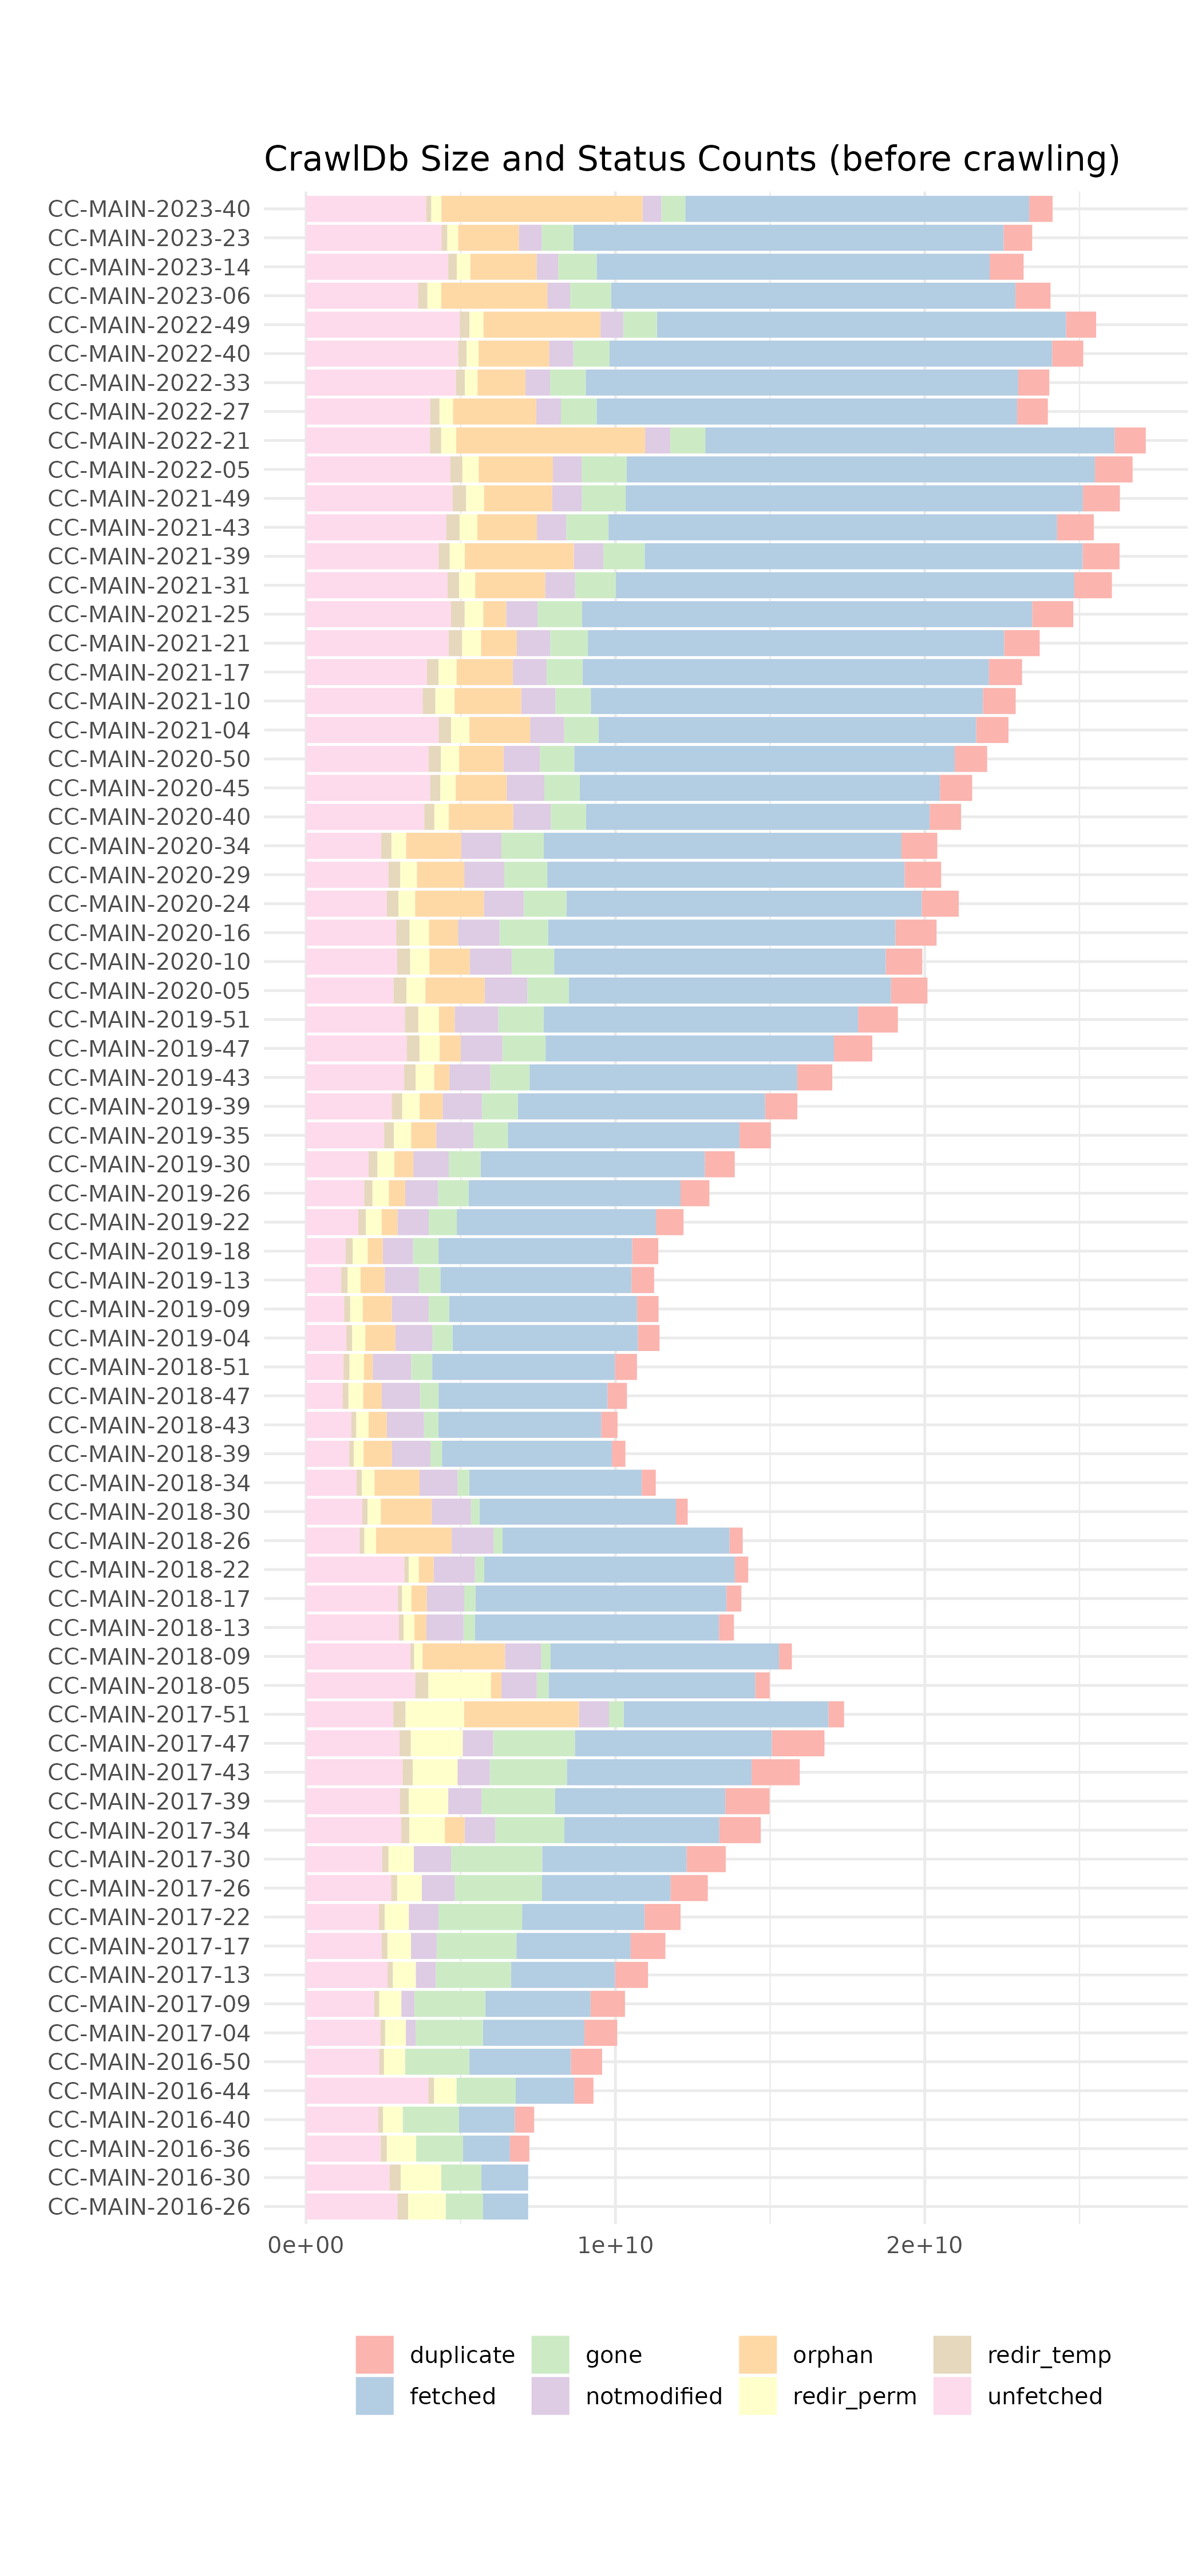 CrawlDb Size and Status Counts (before crawling)
CC-MAIN-2023-40
CC-MAIN-2023-23
CC-MAIN-2023-14
CC-MAIN-2023-06
CC-MAIN-2022-49
CC-MAIN-2022-40
CC-MAIN-2022-33
CC-MAIN-2022-27
CC-MAIN-2022-21
CC-MAIN-2022-05
CC-MAIN-2021-49
CC-MAIN-2021-43
CC-MAIN-2021-39
CC-MAIN-2021-31
CC-MAIN-2021-25
CC-MAIN-2021-21
CC-MAIN-2021-17
CC-MAIN-2021-10
CC-MAIN-2021-04
CC-MAIN-2020-50
CC-MAIN-2020-45
CC-MAIN-2020-40
CC-MAIN-2020-34
CC-MAIN-2020-29
CC-MAIN-2020-24
CC-MAIN-2020-16
CC-MAIN-2020-10
CC-MAIN-2020-05
CC-MAIN-2019-51
CC-MAIN-2019-47
CC-MAIN-2019-43
CC-MAIN-2019-39
CC-MAIN-2019-35
CC-MAIN-2019-30
CC-MAIN-2019-26
CC-MAIN-2019-22
CC-MAIN-2019-18
CC-MAIN-2019-13
CC-MAIN-2019-09
CC-MAIN-2019-04
CC-MAIN-2018-51
CC-MAIN-2018-47
CC-MAIN-2018-43
CC-MAIN-2018-39
CC-MAIN-2018-34
CC-MAIN-2018-30
CC-MAIN-2018-26
CC-MAIN-2018-22
CC-MAIN-2018-17
CC-MAIN-2018-13
CC-MAIN-2018-09
CC-MAIN-2018-05
CC-MAIN-2017-51
CC-MAIN-2017-47
CC-MAIN-2017-43
CC-MAIN-2017-39
CC-MAIN-2017-34
CC-MAIN-2017-30
CC-MAIN-2017-26
CC-MAIN-2017-22
CC-MAIN-2017-17
CC-MAIN-2017-13
CC-MAIN-2017-09
CC-MAIN-2017-04
CC-MAIN-2016-50
CC-MAIN-2016-44
CC-MAIN-2016-40
CC-MAIN-2016-36
CC-MAIN-2016-30
CC-MAIN-2016-26
0e+00 1e+10 2e+10
duplicate gone orphan redir_temp
fetched notmodified redir_perm unfetched